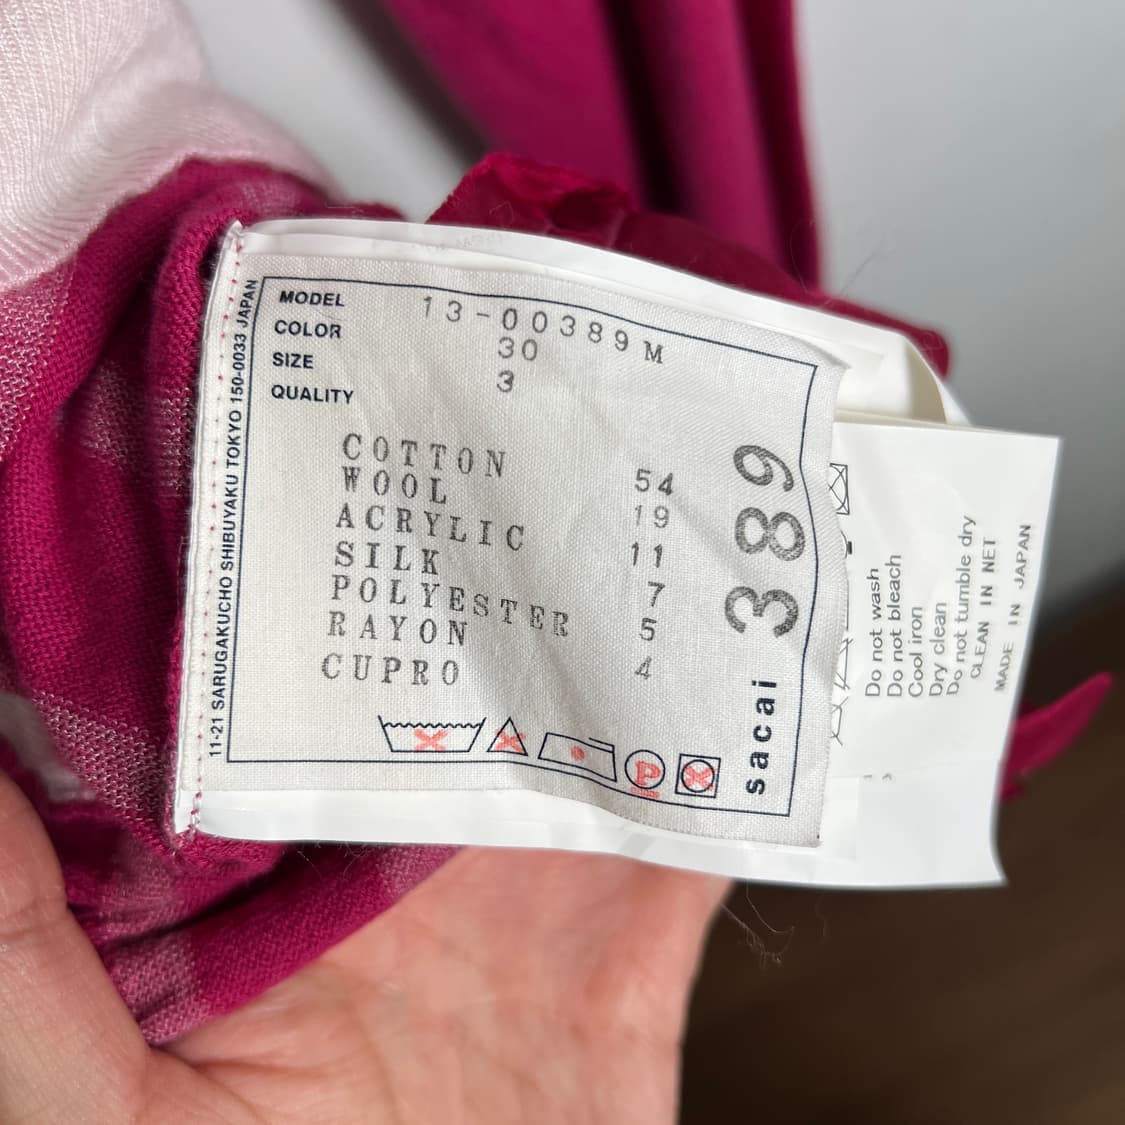 MODEL 13-00389M
COLOR 30
SIZE 3
QUALITY
COTTON 54
WOOL 19
ACRYLIC 11
SILK 7
POLYESTER 5
RAYON 4
CUPRO
P
sacai 389
11-21 SARUGAKUCHO SHIBUYAKU TOKYO 150-0033 JAPAN
Do not wash
Do not bleach
Cool iron
Dry clean
Do not tumble dry
CLEAN IN NET
MADE IN JAPAN